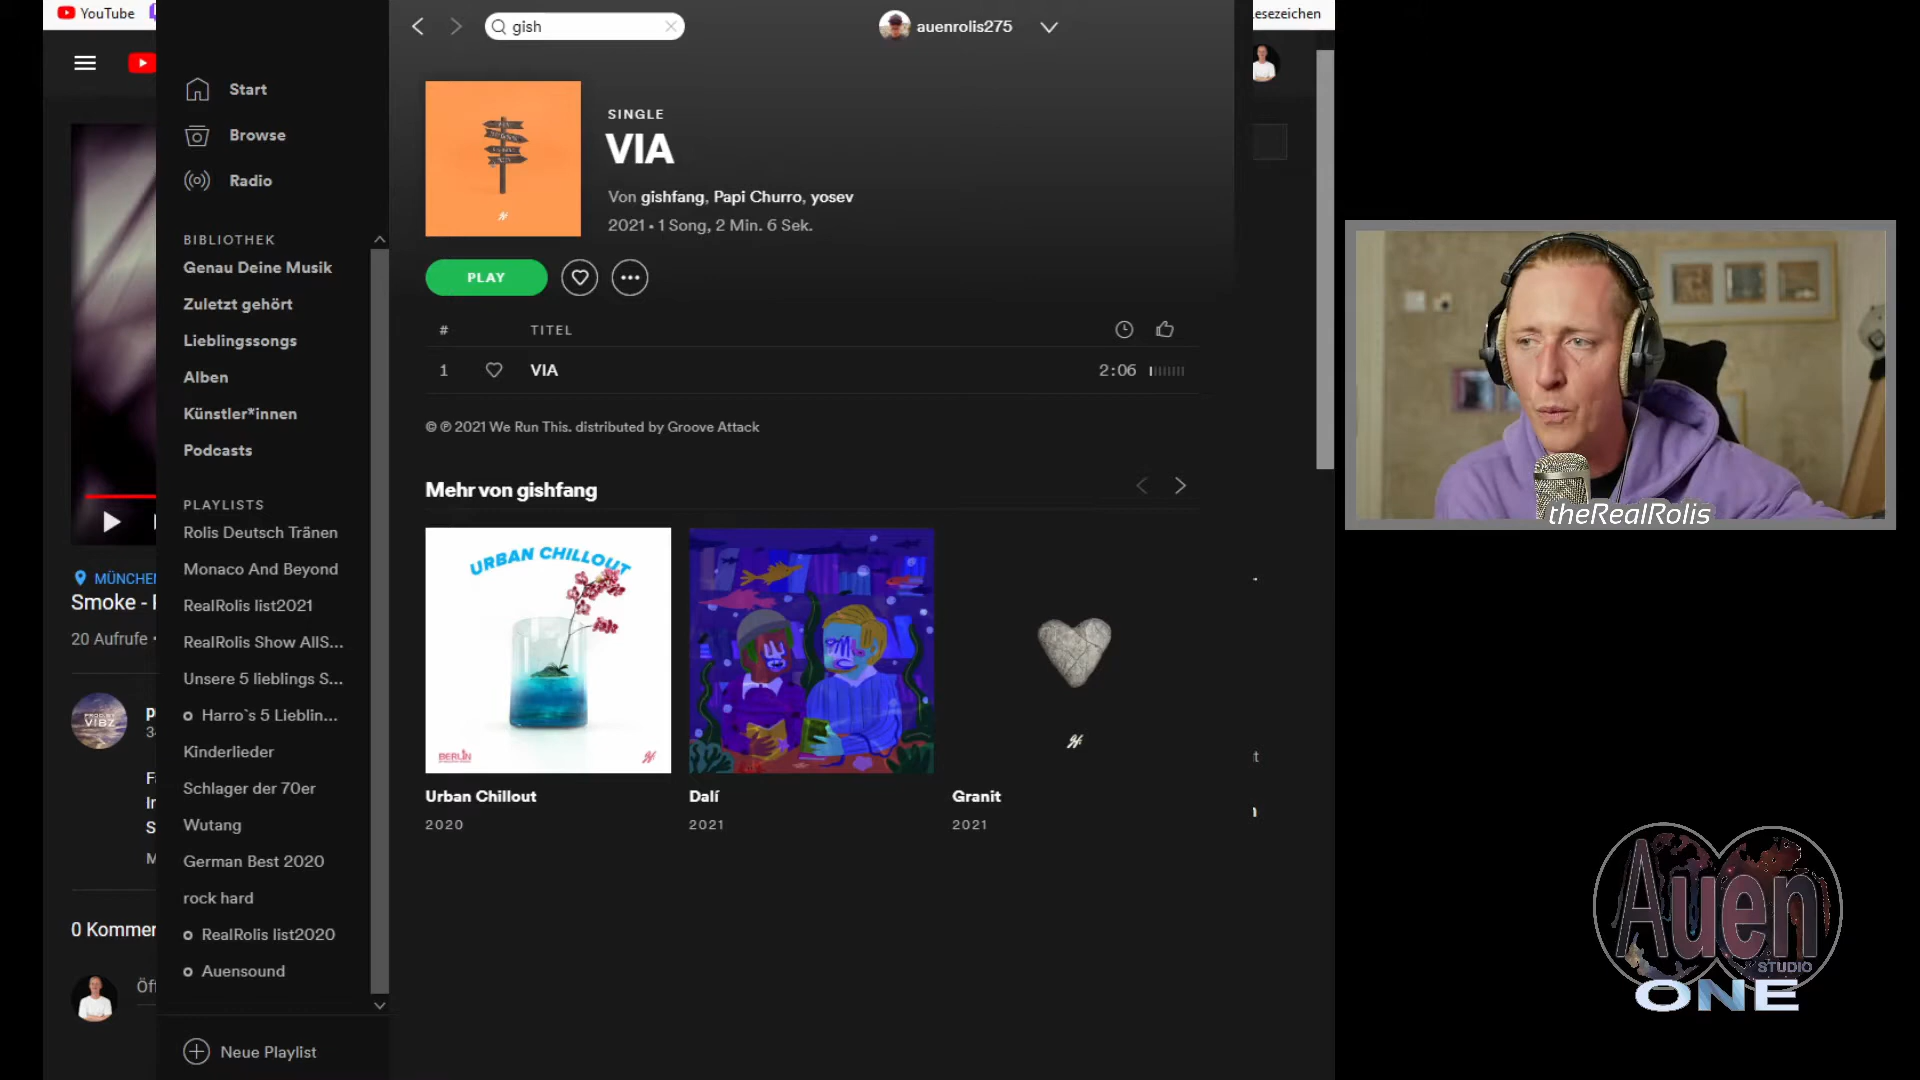 YouTube
gish
auenrolis275
esezeichen
Start
Browse
Radio
BIBLIOTHEK
Genau Deine Musik
Zuletzt gehört
Lieblingssongs
Alben
Künstler*innen
Podcasts
PLAYLISTS
Rolis Deutsch Tränen
Monaco And Beyond
RealRolis list2021
RealRolis Show AllS...
Unsere 5 lieblings S...
Harro`s 5 Lieblin...
Kinderlieder
Schlager der 70er
Wutang
German Best 2020
rock hard
RealRolis list2020
Auensound
Neue Playlist
SINGLE
VIA
Von gishfang, Papi Churro, yosev
2021 • 1 Song, 2 Min. 6 Sek.
PLAY
# TITEL
1 VIA 2:06
© ℗ 2021 We Run This. distributed by Groove Attack
Mehr von gishfang
URBAN CHILLOUT
BERLIN
Urban Chillout
2020
Dalí
2021
Granit
2021
MÜNCHEN
Smoke -
20 Aufrufe •
VIBZ
0 Kommen
Öf
theRealRolis
Auen
STUDIO
ONE